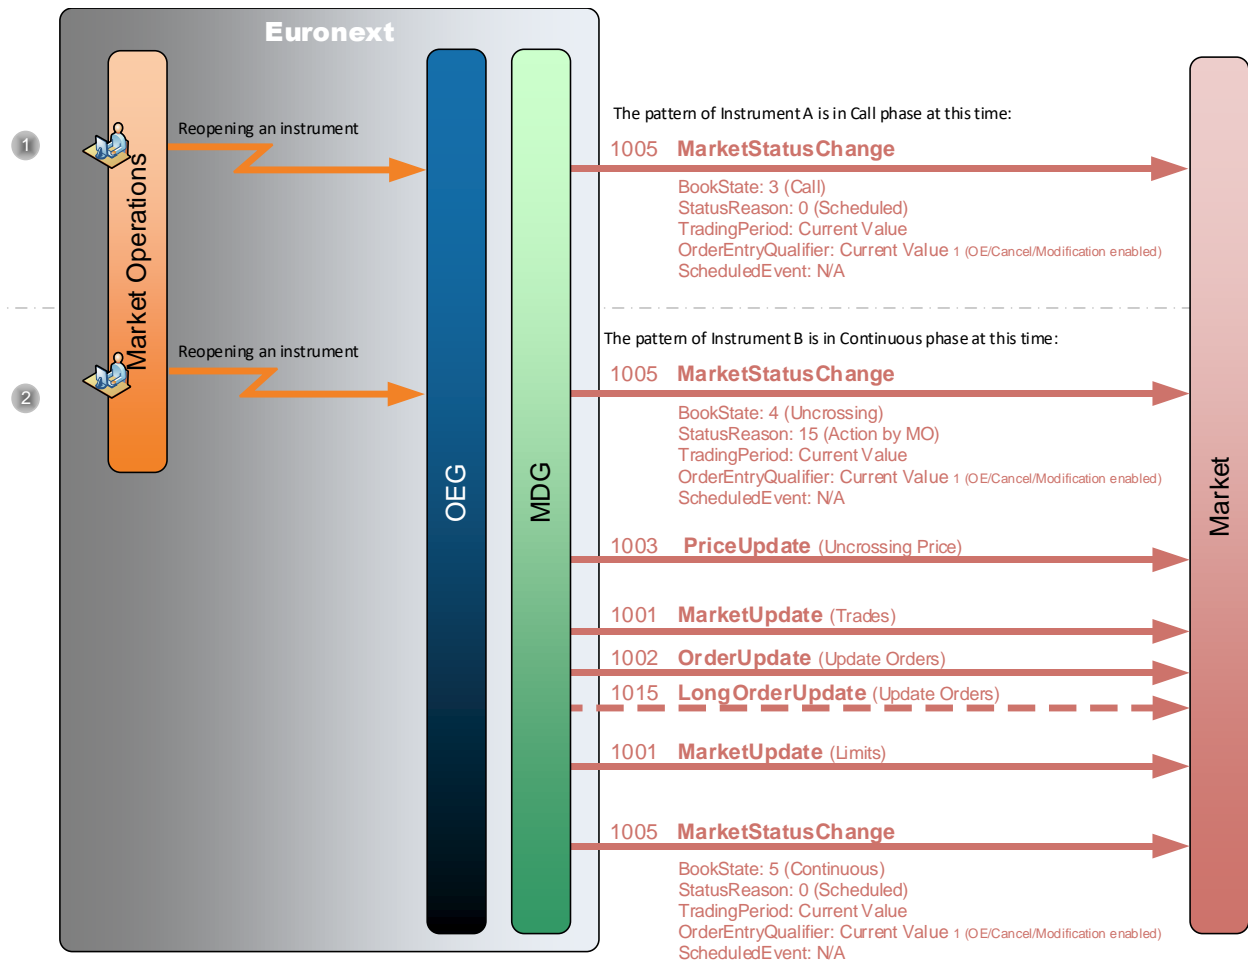 Euronext
The pattern of Instrument A is in Call phase at this time:
1
Reopening an instrument
1005 MarketStatusChange
BookState: 3 (Call)
StatusReason: 0 (Scheduled)
TradingPeriod: Current Value
OrderEntryQualifier: Current Value 1 (OE/Cancel/Modification enabled)
ScheduledEvent: N/A
Market Operations
The pattern of Instrument B is in Continuous phase at this time:
2
Reopening an instrument
1005 MarketStatusChange
BookState: 4 (Uncrossing)
StatusReason: 15 (Action by MO)
TradingPeriod: Current Value
OrderEntryQualifier: Current Value 1 (OE/Cancel/Modification enabled)
ScheduledEvent: N/A
OEG
MDG
Market
1003 PriceUpdate (Uncrossing Price)
1001 MarketUpdate (Trades)
1002 OrderUpdate (Update Orders)
1015 LongOrderUpdate (Update Orders)
1001 MarketUpdate (Limits)
1005 MarketStatusChange
BookState: 5 (Continuous)
StatusReason: 0 (Scheduled)
TradingPeriod: Current Value
OrderEntryQualifier: Current Value 1 (OE/Cancel/Modification enabled)
ScheduledEvent: N/A